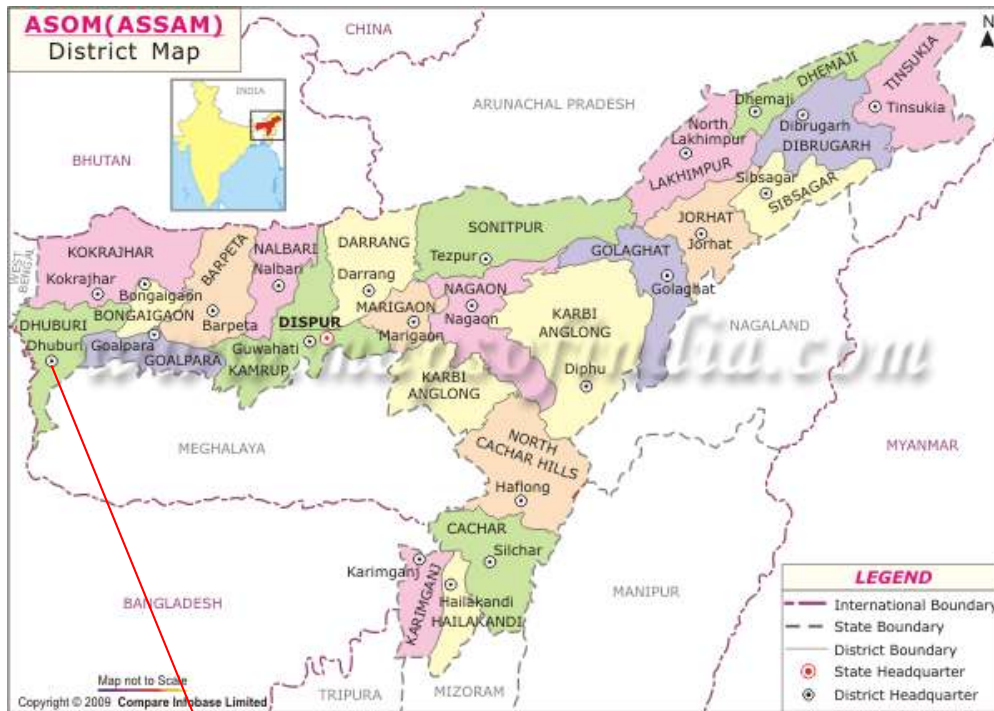 ASOM(ASSAM)
District Map
CHINA
N
INDIA
ARUNACHAL PRADESH
BHUTAN
DHEMAJI
Dhemaji
TINSUKIA
Tinsukia
North
Lakhimpur
LAKHIMPUR
Dibrugarh
DIBRUGARH
Sibsagar
SIBSAGAR
JORHAT
Jorhat
WEST
BENGAL
KOKRAJHAR
Kokrajhar
Bongaigaon
BONGAIGAON
BARPETA
Barpeta
NALBARI
Nalbari
DARRANG
Darrang
SONITPUR
Tezpur
GOLAGHAT
Golaghat
NAGAON
Nagaon
MARIGAON
Marigaon
KARBI
ANGLONG
Diphu
DHUBURI
Dhuburi
Goalpara
GOALPARA
DISPUR
Guwahati
KAMRUP
NAGALAND
www.mapsofindia.com
KARBI
ANGLONG
MEGHALAYA
NORTH
CACHAR HILLS
Haflong
MYANMAR
CACHAR
Silchar
Karimganj
KARIMGANJ
Hailakandi
HAILAKANDI
MANIPUR
BANGLADESH
TRIPURA
MIZORAM
LEGEND
International Boundary
State Boundary
District Boundary
State Headquarter
District Headquarter
Map not to Scale
Copyright © 2009 Compare Infobase Limited